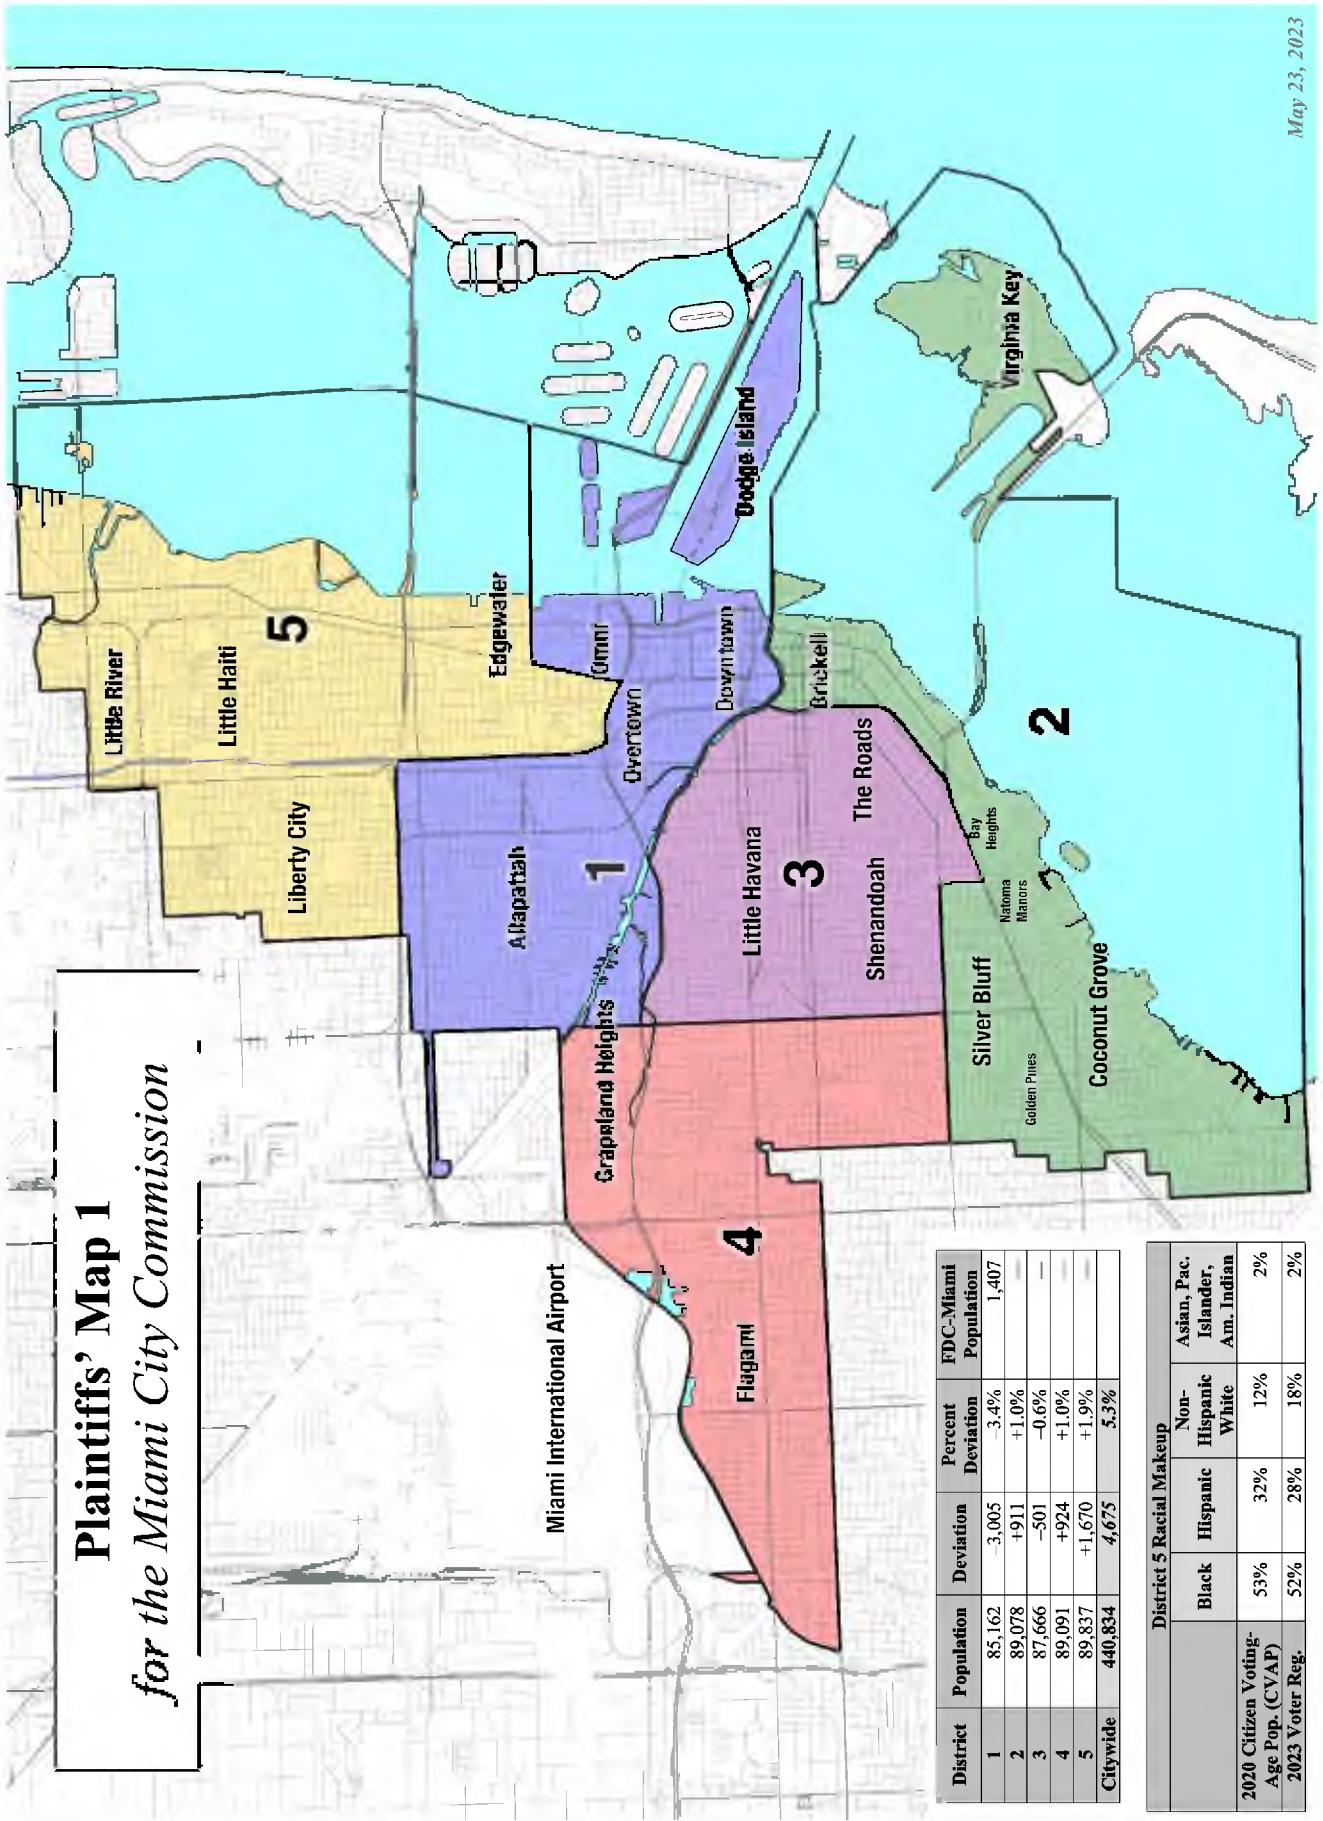 Plaintiffs’ Map 1
for the Miami City Commission
May 23, 2023
Little River
Little Haiti
5
Liberty City
Edgewater
Omni
Overtown
Downtown
Dodge Island
Allapattah
1
Grapeland Heights
Brickell
Virginia Key
The Roads
Little Havana
3
Shenandoah
2
Bay
Heights
Natoma
Manors
Silver Bluff
Golden Pines
Coconut Grove
Miami International Airport
4
Flagami
District Population Deviation Percent Deviation FDC-Miami Population
1 85,162 −3,005 −3.4% 1,407
2 89,078 +911 +1.0% —
3 87,666 −501 −0.6% —
4 89,091 +924 +1.0% —
5 89,837 +1,670 +1.9% —
Citywide 440,834 4,675 5.3%
District 5 Racial Makeup
Black Hispanic Non-Hispanic White Asian, Pac. Islander, Am. Indian
2020 Citizen Voting-
Age Pop. (CVAP) 53% 32% 12% 2%
2023 Voter Reg. 52% 28% 18% 2%